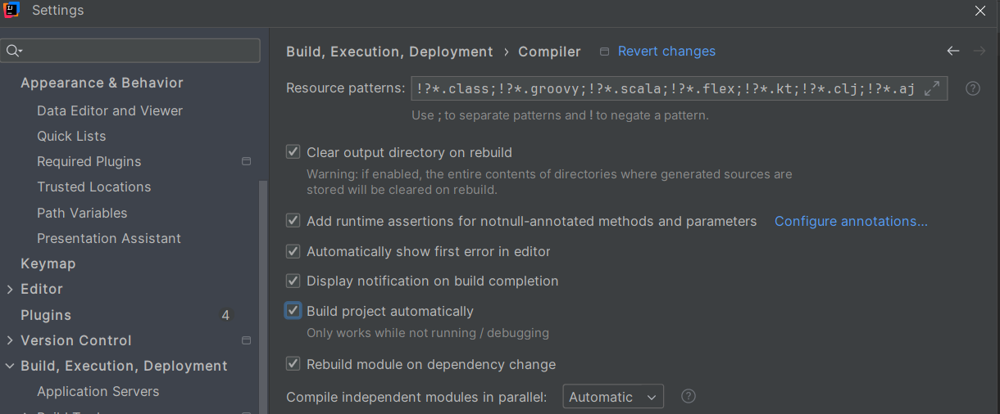 Settings
Appearance & Behavior
Data Editor and Viewer
Quick Lists
Required Plugins
Trusted Locations
Path Variables
Presentation Assistant
Keymap
Editor
Plugins 4
Version Control
Build, Execution, Deployment
Application Servers
Build, Execution, Deployment › Compiler Revert changes
Resource patterns: !?*.class;!?*.groovy;!?*.scala;!?*.flex;!?*.kt;!?*.clj;!?*.aj
Use ; to separate patterns and ! to negate a pattern.
Clear output directory on rebuild
Warning: if enabled, the entire contents of directories where generated sources are
stored will be cleared on rebuild.
Add runtime assertions for notnull-annotated methods and parameters Configure annotations...
Automatically show first error in editor
Display notification on build completion
Build project automatically
Only works while not running / debugging
Rebuild module on dependency change
Compile independent modules in parallel: Automatic